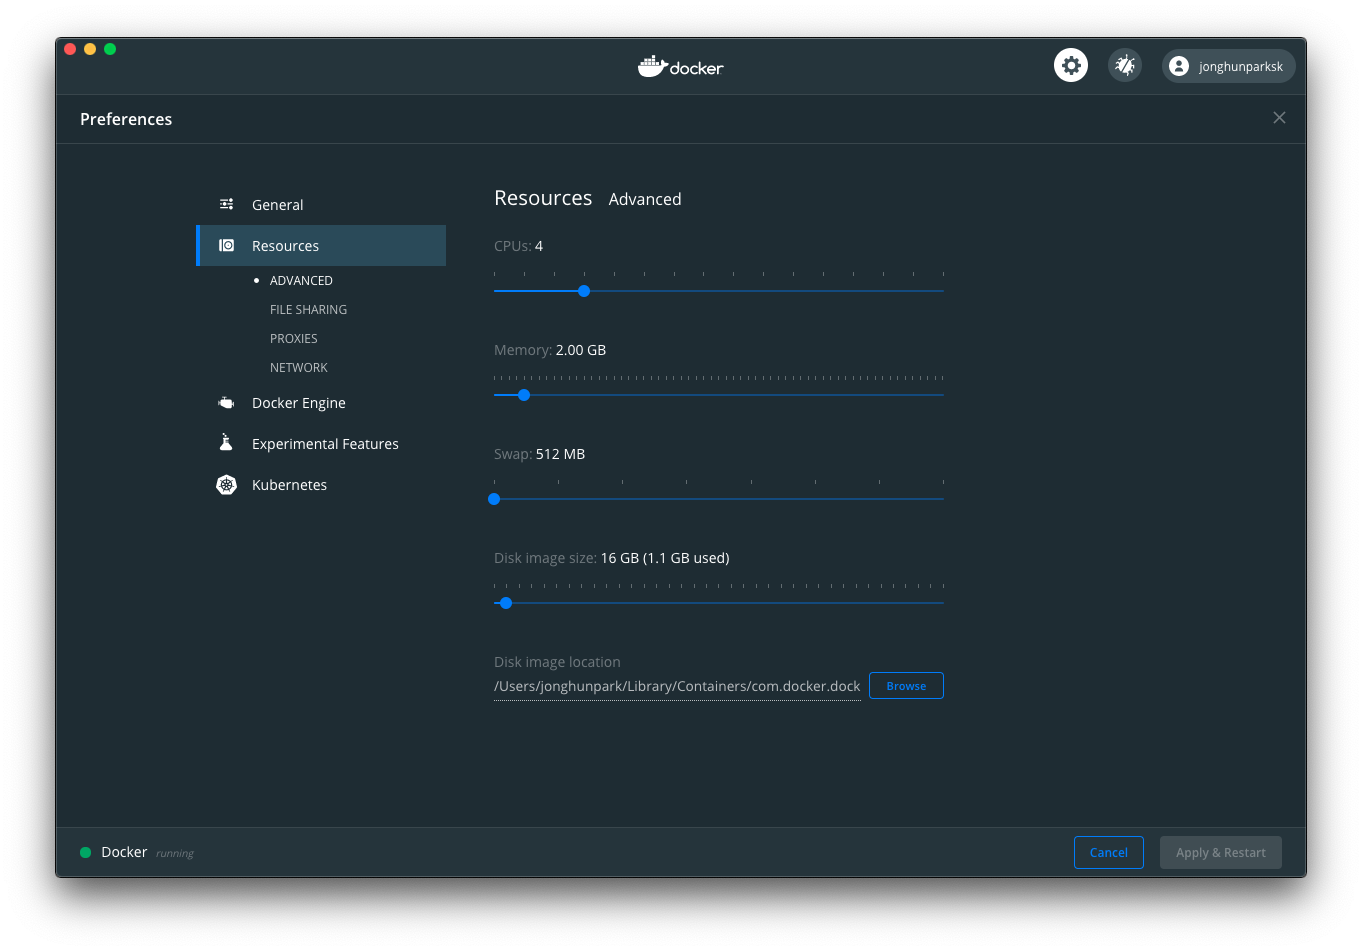 docker
jonghunparksk
Preferences
General
Resources
ADVANCED
FILE SHARING
PROXIES
NETWORK
Docker Engine
Experimental Features
Kubernetes
Resources Advanced
CPUs: 4
Memory: 2.00 GB
Swap: 512 MB
Disk image size: 16 GB (1.1 GB used)
Disk image location
/Users/jonghunpark/Library/Containers/com.docker.dock
Browse
Docker running
Cancel
Apply & Restart